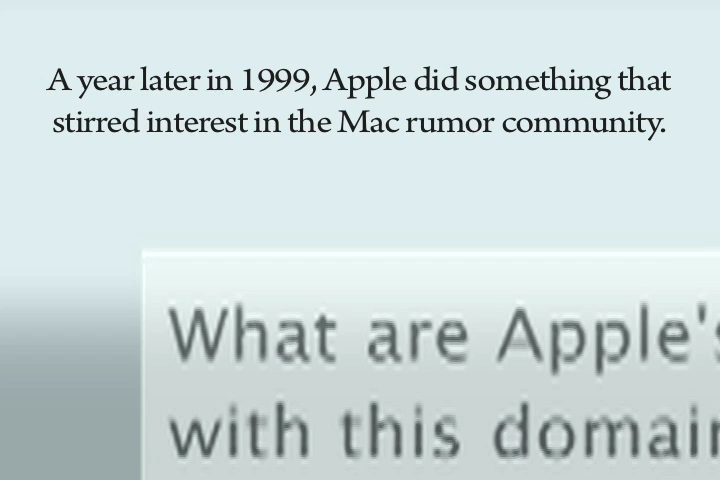 A year later in 1999, Apple did something that
stirred interest in the Mac rumor community.
What are Apple's
with this domain